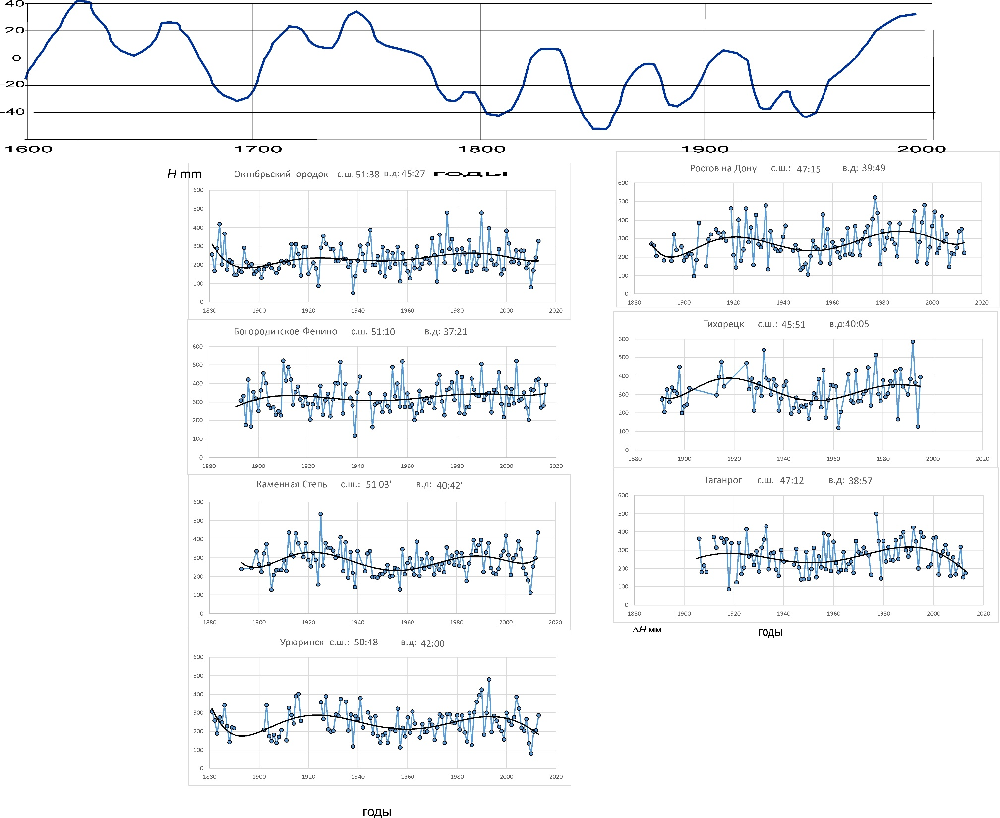 40
20
0
-20
-40
1600 1700 1800 1900 2000
H mm
годы
Октябрьский городок с.ш. 51:38 в.д: 45:27
600
500
400
300
200
100
0
1880 1900 1920 1940 1960 1980 2000 2020
Богородитское-Фенино с.ш. 51:10 в.д: 37:21
600
500
400
300
200
100
0
1880 1900 1920 1940 1960 1980 2000 2020
Каменная Степь с.ш.: 51 03' в.д: 40:42'
600
500
400
300
200
100
0
1880 1900 1920 1940 1960 1980 2000 2020
Урюринск с.ш.: 50:48 в.д: 42:00
600
500
400
300
200
100
0
1880 1900 1920 1940 1960 1980 2000 2020
годы
Ростов на Дону с.ш.: 47:15 в.д: 39:49
600
500
400
300
200
100
0
1880 1900 1920 1940 1960 1980 2000 2020
Тихорецк с.ш.: 45:51 в.д:40:05
600
500
400
300
200
100
0
1880 1900 1920 1940 1960 1980 2000 2020
Таганрог с.ш. 47:12 в.д: 38:57
600
500
400
300
200
100
0
1880 1900 1920 1940 1960 1980 2000 2020
ΔH мм
годы